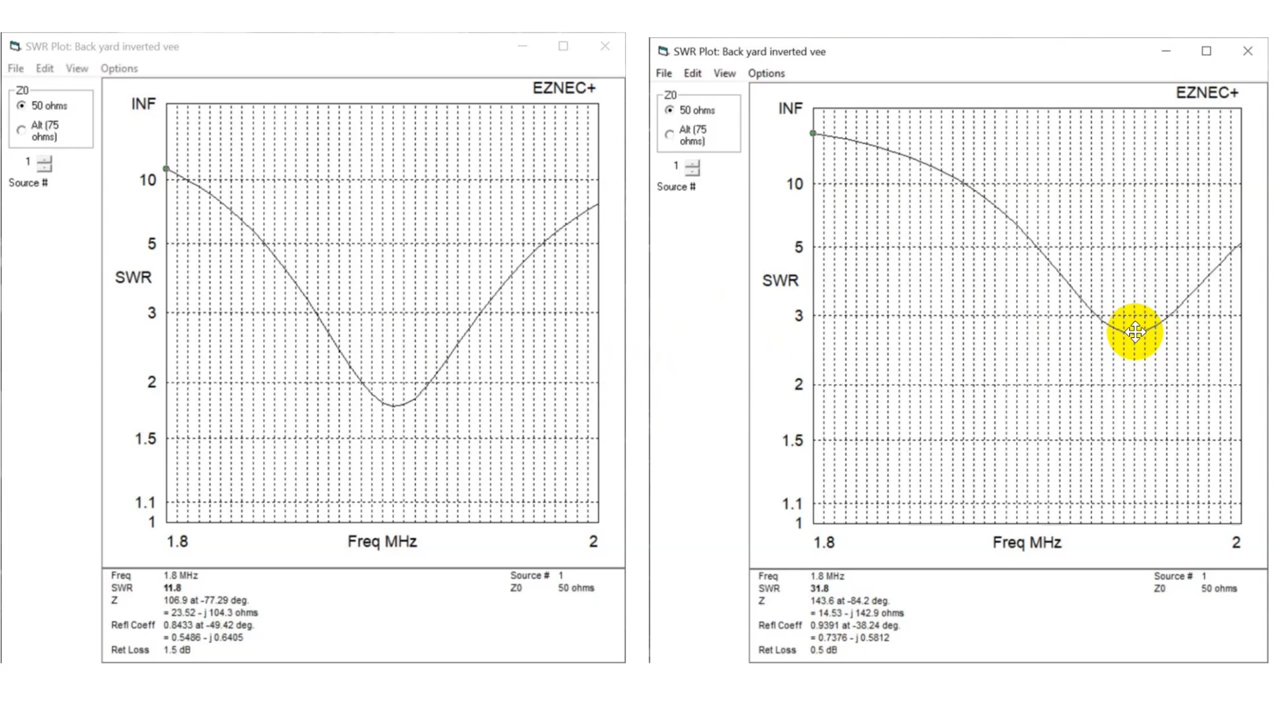 SWR Plot: Back yard inverted vee
File Edit View Options
Z0
50 ohms
Alt (75
ohms)
1
Source #
EZNEC+
INF
10
5
SWR
3
2
1.5
1.1
1
1.8 Freq MHz 2
Freq 1.8 MHz Source # 1
SWR 11.8 Z0 50 ohms
Z 106.9 at -77.29 deg.
= 23.52 - j 104.3 ohms
Refl Coeff 0.8433 at -49.42 deg.
= 0.5486 - j 0.6405
Ret Loss 1.5 dB
SWR Plot: Back yard inverted vee
File Edit View Options
Z0
50 ohms
Alt (75
ohms)
1
Source #
EZNEC+
INF
10
5
SWR
3
2
1.5
1.1
1
1.8 Freq MHz 2
Freq 1.8 MHz Source # 1
SWR 31.8 Z0 50 ohms
Z 143.6 at -84.2 deg.
= 14.53 - j 142.9 ohms
Refl Coeff 0.9391 at -38.24 deg.
= 0.7376 - j 0.5812
Ret Loss 0.5 dB